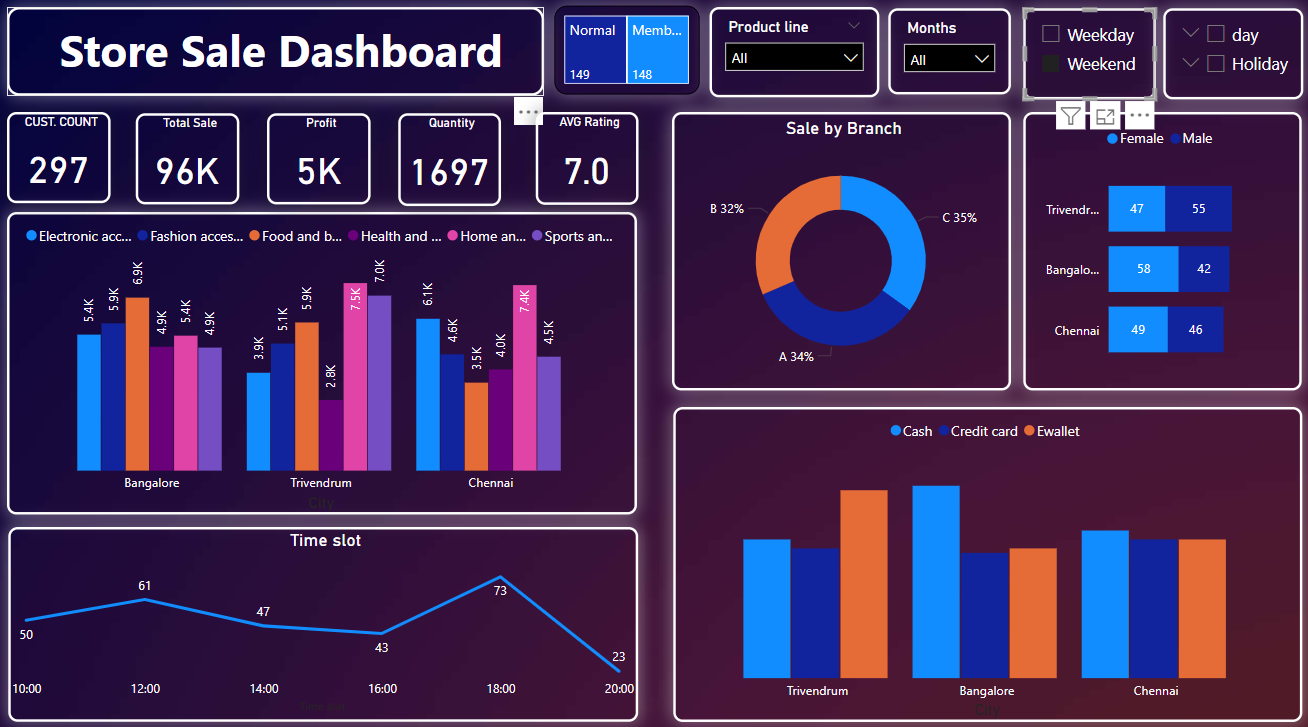 Store Sale Dashboard
Normal
Memb...
149
148
Product line
All
Months
All
Weekday
Weekend
day
Holiday
CUST. COUNT
297
Total Sale
96K
Profit
5K
Quantity
1697
AVG Rating
7.0
Electronic acc... Fashion acces... Food and b... Health and ... Home an... Sports an...
5.4K 5.9K 6.9K 4.9K 5.4K 4.9K
3.9K 5.1K 5.9K 2.8K 7.5K 7.0K
6.1K 4.6K 3.5K 4.0K 7.4K 4.5K
Bangalore Trivendrum Chennai
City
Sale by Branch
B 32%
C 35%
A 34%
Female Male
Trivendr... 47 55
Bangalo... 58 42
Chennai 49 46
Time slot
50 61 47 43 73 23
10:00 12:00 14:00 16:00 18:00 20:00
Time Slot
Cash Credit card Ewallet
Trivendrum Bangalore Chennai
City